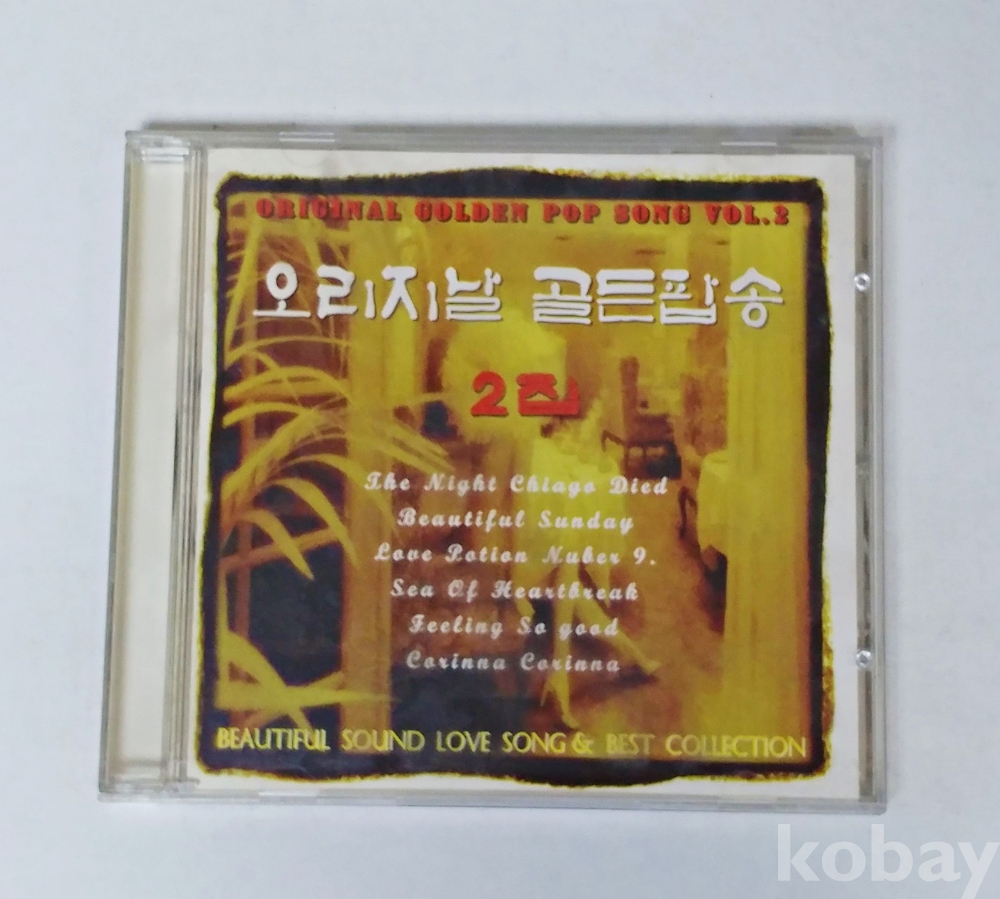 ORIGINAL GOLDEN POP SONG VOL.2
오리지날 골든팝송
2집
The Night Chiago Died
Beautiful Sunday
Love Potion Nuber 9.
Sea Of Heartbreak
Feeling So good
Corinna Corinna
BEAUTIFUL SOUND LOVE SONG & BEST COLLECTION
kobay